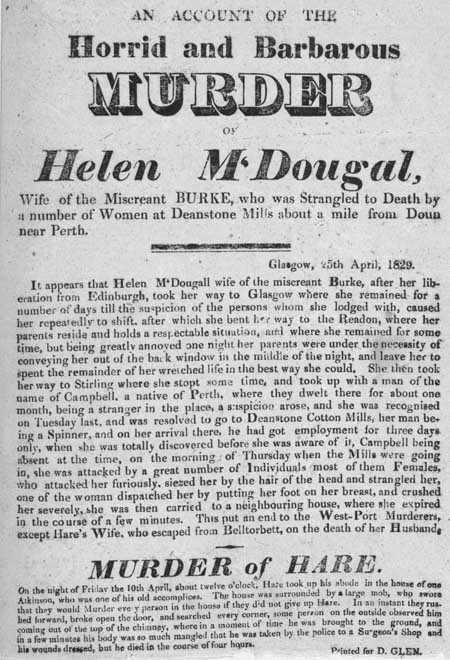 AN ACCOUNT OF THE
Horrid and Barbarous
MURDER
OF
Helen M‘Dougal,
Wife of the Miscreant BURKE, who was Strangled to Death by
a number of Women at Deanstone Mills about a mile from Doun
near Perth.
Glasgow, 25th April, 1829.
It appears that Helen M‘Dougall wife of the miscreant Burke, after her lib-
eration from Edinburgh, took her way to Glasgow where she remained for a
number of days till the suspicion of the persons whom she lodged with, caused
her repeatedly to shift. after which she bent her way to the Readon, where her
parents reside and holds a respectable situation, and where she remained for some
time, but being greatly annoyed one night her parents were under the necessity of
conveying her out of the back window in the middle of the night, and leave her to
spent the remainder of her wretched life in the best way she could. She then took
her way to Stirling where she stopt some time, and took up with a man of the
name of Campbell, a native of Perth, where they dwelt there for about one
month, being a stranger in the place, a suspicion arose, and she was recognised
on Tuesday last, and was resolved to go to Deanstone Cotton Mills, her man be-
ing a Spinner, and on her arrival there, he had got employment for three days
only, when she was totally discovered before she was aware of it, Campbell being
absent at the time, on the morning of Thursday when the Mills were going
in, she was attacked by a great number of Individuals most of them Females,
who attacked her furiously. siezed her by the hair of the head and strangled her,
one of the woman dispatched her by putting her foot on her breast, and crushed
her severely, she was then carried to a neighbouring house, where she expired
in the course of a few minutes. This put an end to the West-Port Murderers,
except Hare's Wife, who escaped from Belltorbett, on the death of her Husband,
MURDER of HARE.
On the night of Friday the 10th April, about twelve o'clock, Hare took up his abode in the house of one
Atkinson, who was one of his old accomplices. The house was surrounded by a large mob, who swore
that they would Murder every person in the house if they did not give up Hare. In an instant they rus-
hed forward, broke open the door, and searched every corner, some person on the outside observed him
coming out of the top of the chimney, where in a moment of time he was brought to the ground, and
in a few minutes his body was so much mangled that he was taken by the police to a Surgeon's Shop and
his wounds dressed, but he died in the course of four hours.
Printed for D. GLEN.